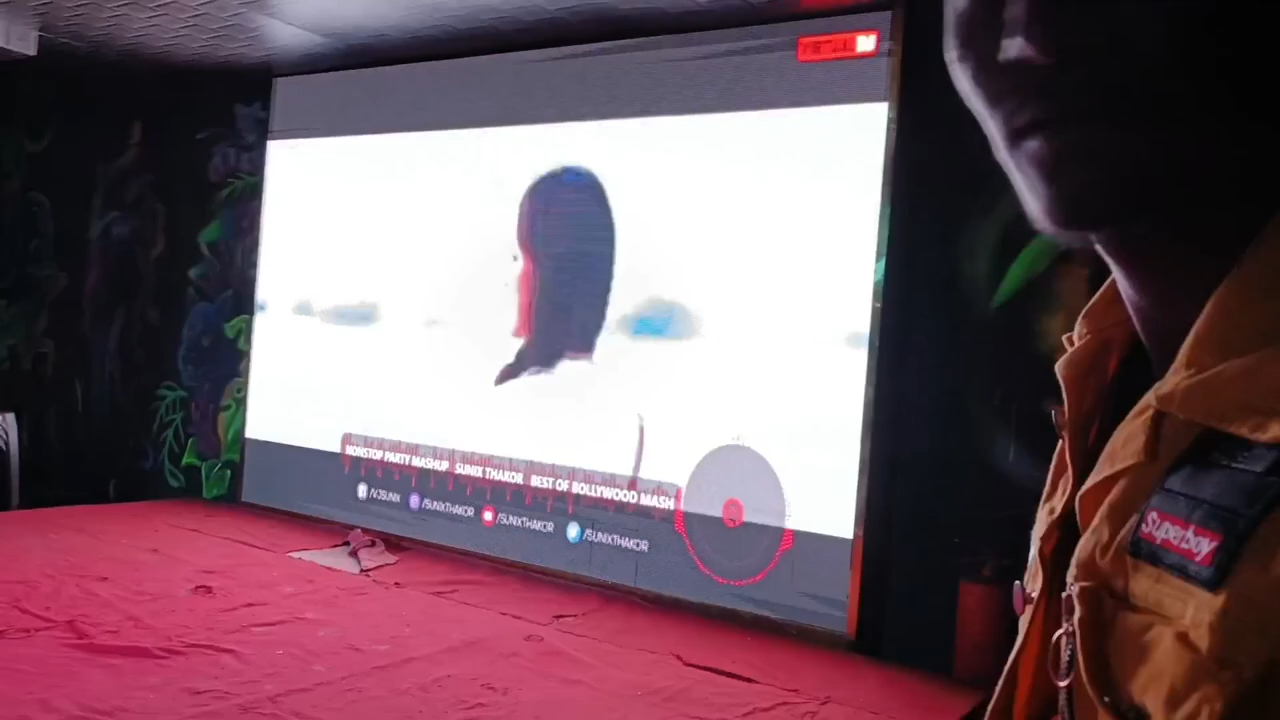 NONSTOP PARTY MASHUP SUNIX THAKOR BEST OF BOLLYWOOD MASH
/VJSUNIX /SUNIXTHAKOR /SUNIXTHAKOR /SUNIXTHAKOR
Superboy